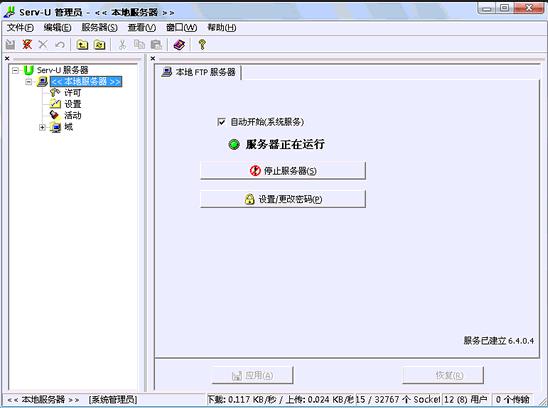 Serv-U 管理员 - << 本地服务器 >>
文件(F) 编辑(E) 服务器(S) 查看(V) 窗口(W) 帮助(H)
Serv-U 服务器
<< 本地服务器 >>
许可
设置
活动
域
本地 FTP 服务器
自动开始(系统服务)
服务器正在运行
停止服务器(S)
设置/更改密码(P)
服务已建立 6.4.0.4
应用(A) 恢复(R)
<< 本地服务器 >> [系统管理员] 下载: 0.117 KB/秒 / 上传: 0.024 KB/秒 15 / 32767 个 Socket 12 (8) 用户 0 个传输